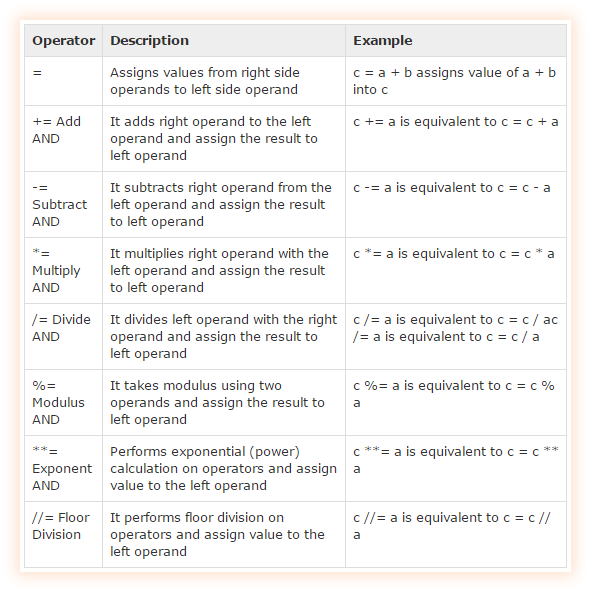 Operator Description Example
= Assigns values from right side operands to left side operand c = a + b assigns value of a + b into c
+= Add AND It adds right operand to the left operand and assign the result to left operand c += a is equivalent to c = c + a
-= Subtract AND It subtracts right operand from the left operand and assign the result to left operand c -= a is equivalent to c = c - a
*= Multiply AND It multiplies right operand with the left operand and assign the result to left operand c *= a is equivalent to c = c * a
/= Divide AND It divides left operand with the right operand and assign the result to left operand c /= a is equivalent to c = c / ac /= a is equivalent to c = c / a
%= Modulus AND It takes modulus using two operands and assign the result to left operand c %= a is equivalent to c = c % a
**= Exponent AND Performs exponential (power) calculation on operators and assign value to the left operand c **= a is equivalent to c = c ** a
//= Floor Division It performs floor division on operators and assign value to the left operand c //= a is equivalent to c = c // a